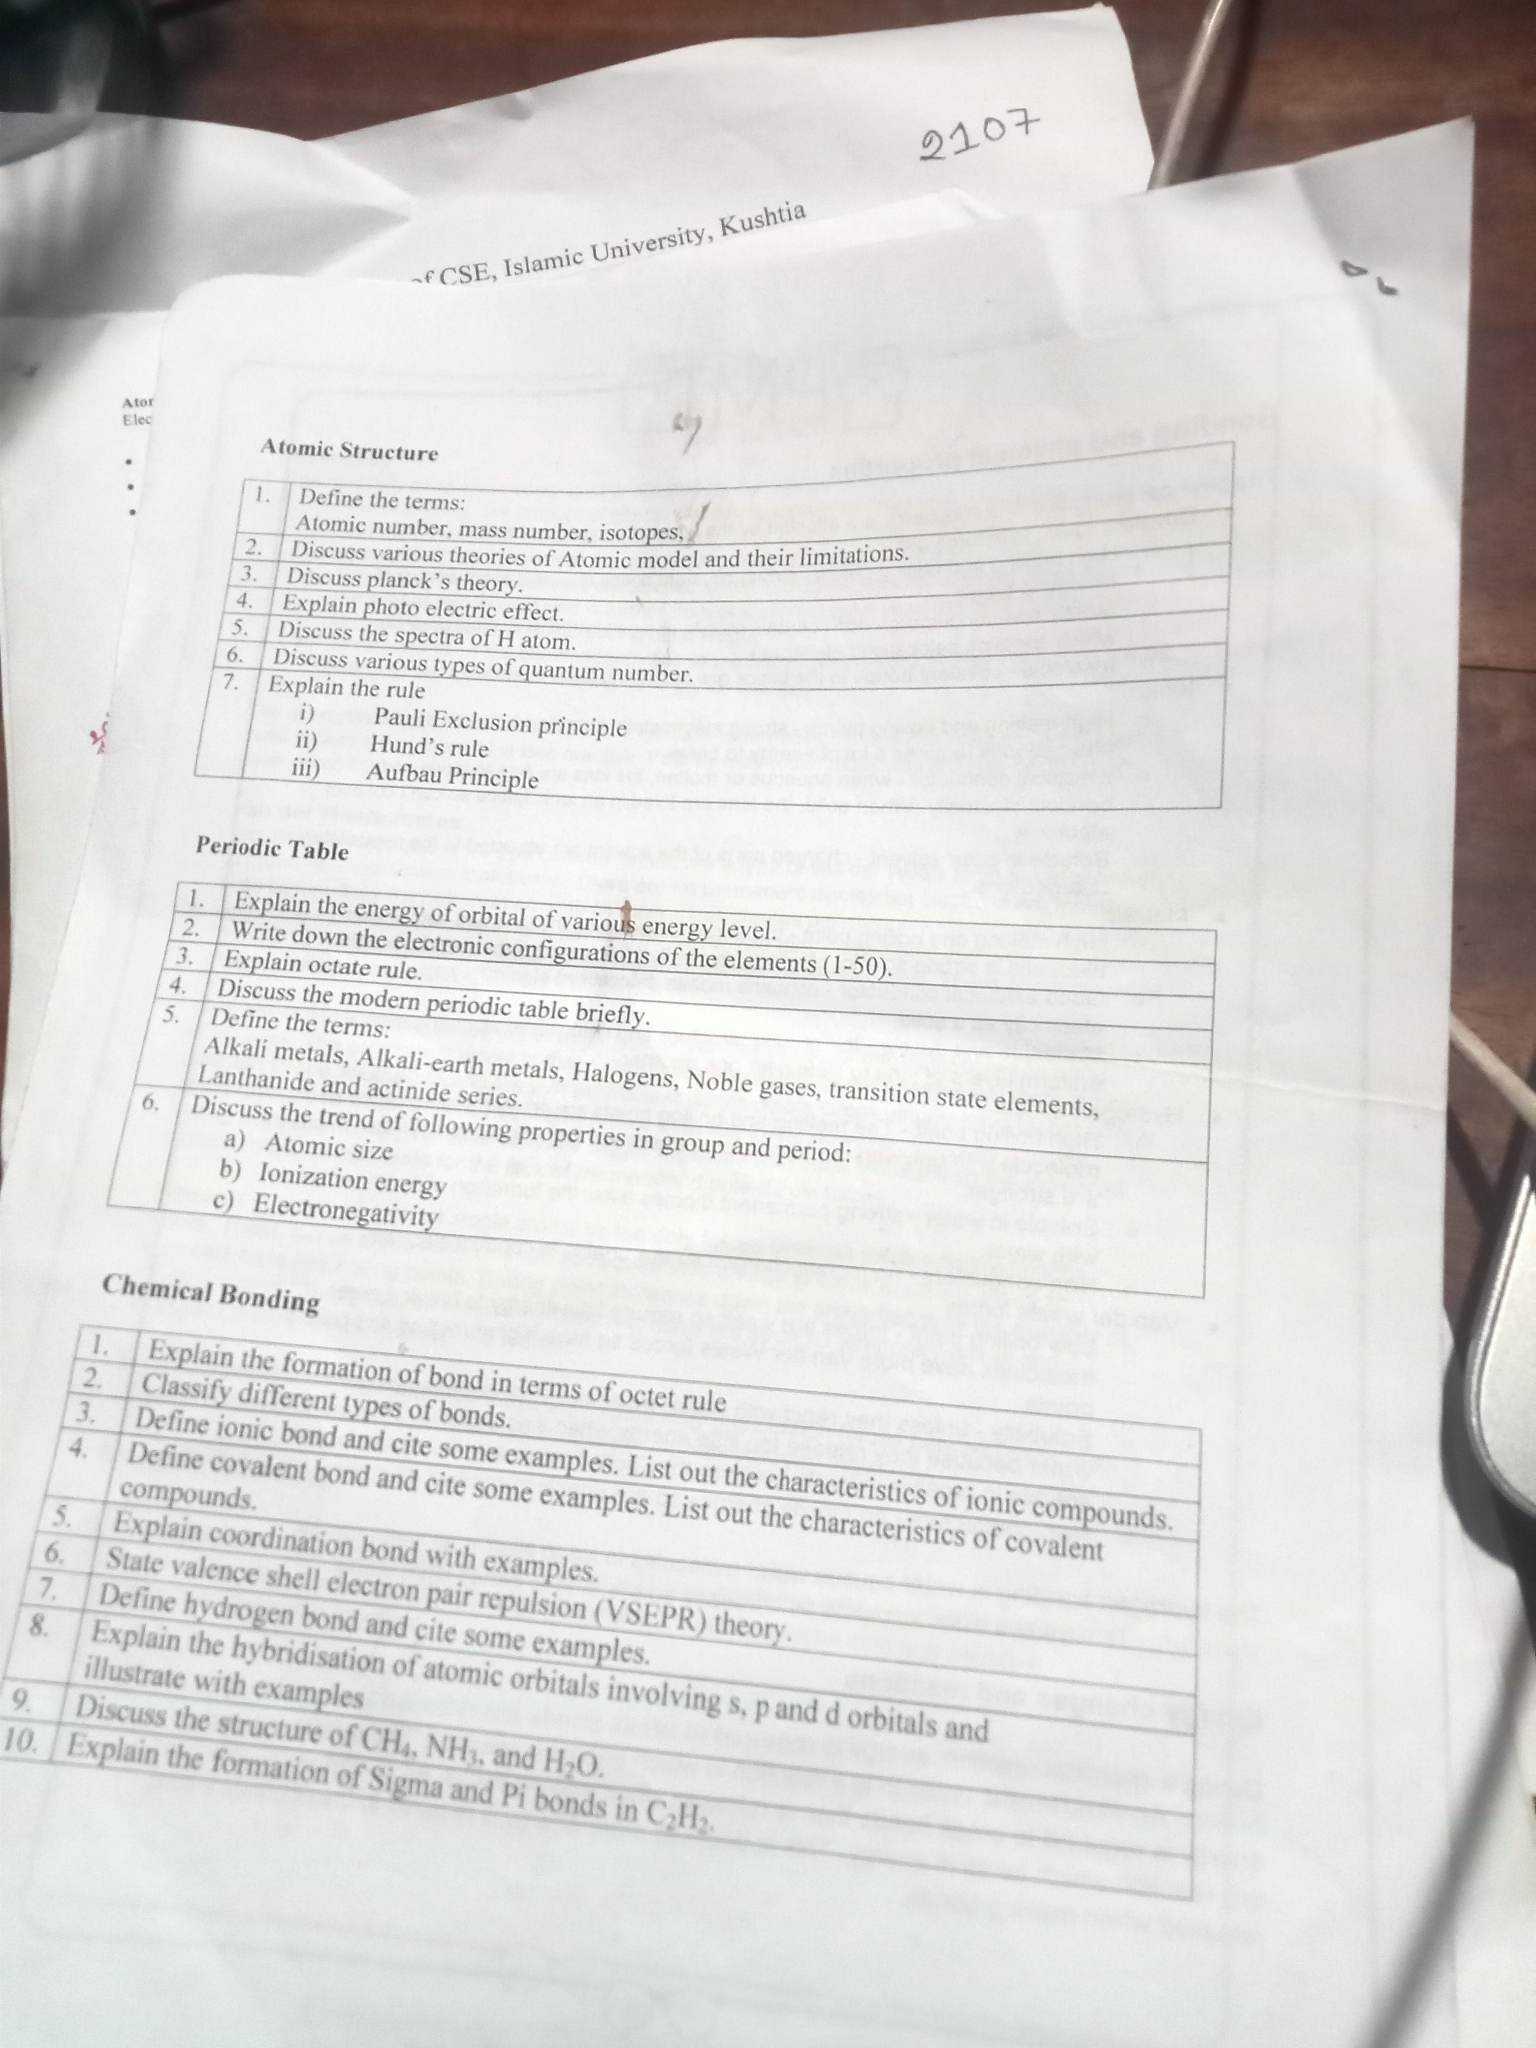 2107
of CSE, Islamic University, Kushtia
Ator
Elec
Atomic Structure
1. Define the terms:
Atomic number, mass number, isotopes,
2. Discuss various theories of Atomic model and their limitations.
3. Discuss planck's theory.
4. Explain photo electric effect.
5. Discuss the spectra of H atom.
6. Discuss various types of quantum number.
7. Explain the rule
i) Pauli Exclusion principle
ii) Hund's rule
iii) Aufbau Principle
Periodic Table
1. Explain the energy of orbital of various energy level.
2. Write down the electronic configurations of the elements (1-50).
3. Explain octate rule.
4. Discuss the modern periodic table briefly.
5. Define the terms:
Alkali metals, Alkali-earth metals, Halogens, Noble gases, transition state elements,
Lanthanide and actinide series.
6. Discuss the trend of following properties in group and period:
a) Atomic size
b) Ionization energy
c) Electronegativity
Chemical Bonding
1. Explain the formation of bond in terms of octet rule
2. Classify different types of bonds.
3. Define ionic bond and cite some examples. List out the characteristics of ionic compounds.
4. Define covalent bond and cite some examples. List out the characteristics of covalent
compounds.
5. Explain coordination bond with examples.
6. State valence shell electron pair repulsion (VSEPR) theory.
7. Define hydrogen bond and cite some examples.
8. Explain the hybridisation of atomic orbitals involving s, p and d orbitals and
illustrate with examples
9. Discuss the structure of CH₄, NH₃, and H₂O.
10. Explain the formation of Sigma and Pi bonds in C₂H₂.